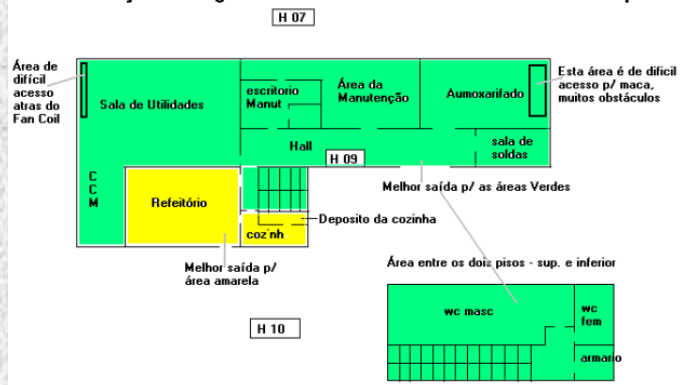 H 07
Área de
difícil
acesso
atras do
Fan Coil
Sala de Utilidades
escritorio
Manut
Área da
Manutenção
Aumoxarifado
Esta área é de dificil
acesso p/ maca,
muitos obstáculos
Hall
H 09
sala de
soldas
C
C
M
Refeitório
Melhor saída p/ as áreas Verdes
Deposito da cozinha
coz nh
Melhor saída p/
área amarela
Área entre os dois pisos - sup. e inferior
H 10
wc masc
wc
fem
armario